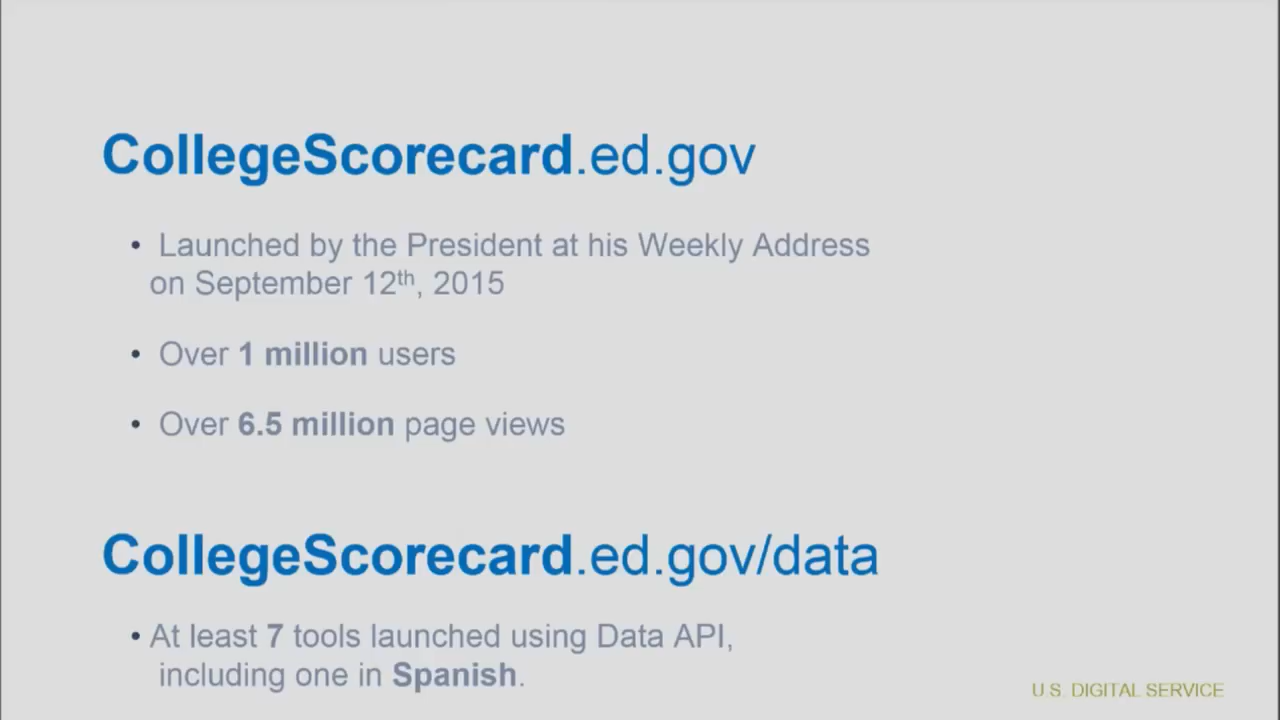 CollegeScorecard.ed.gov
• Launched by the President at his Weekly Address
on September 12th, 2015
• Over 1 million users
• Over 6.5 million page views
CollegeScorecard.ed.gov/data
• At least 7 tools launched using Data API,
including one in Spanish.
U.S. DIGITAL SERVICE